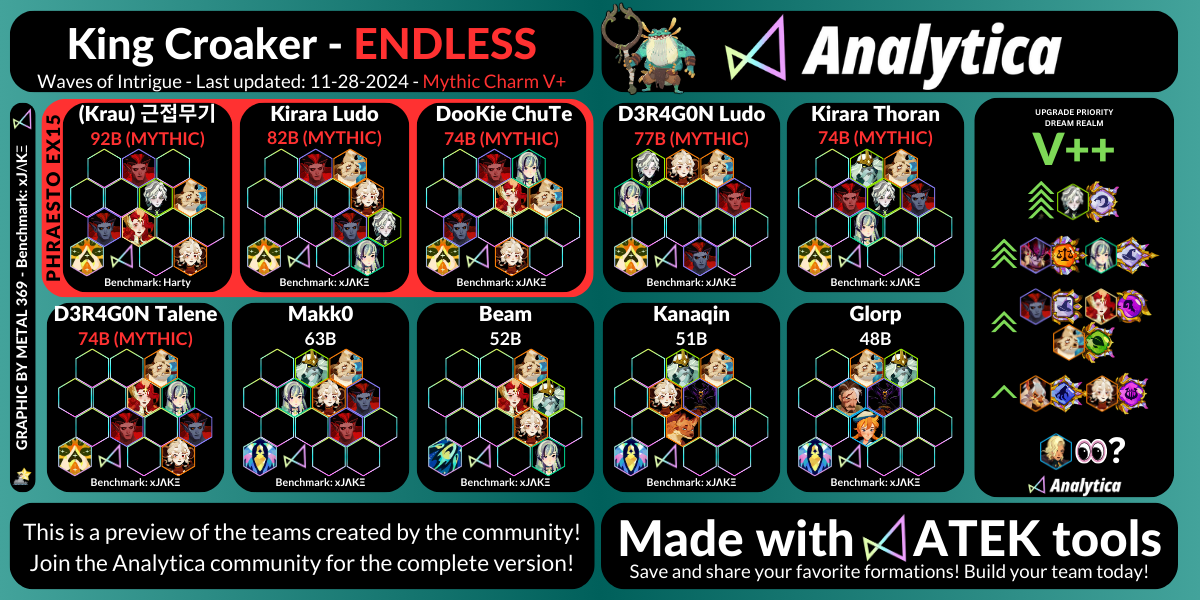 King Croaker - ENDLESS
Waves of Intrigue - Last updated: 11-28-2024 - Mythic Charm V+
Analytica
GRAPHIC BY METAL 369 - Benchmark: xJΛKΞ
PHRAESTO EX15
(Krau) 근접무기
92B (MYTHIC)
Benchmark: Harty
Kirara Ludo
82B (MYTHIC)
Benchmark: xJΛKΞ
DooKie ChuTe
74B (MYTHIC)
Benchmark: xJΛKΞ
D3R4G0N Ludo
77B (MYTHIC)
Benchmark: xJΛKΞ
Kirara Thoran
74B (MYTHIC)
Benchmark: xJΛKΞ
D3R4G0N Talene
74B (MYTHIC)
Benchmark: xJΛKΞ
Makk0
63B
Benchmark: xJΛKΞ
Beam
52B
Benchmark: xJΛKΞ
Kanaqin
51B
Benchmark: xJΛKΞ
Glorp
48B
Benchmark: xJΛKΞ
UPGRADE PRIORITY
DREAM REALM
V++
👀?
Analytica
This is a preview of the teams created by the community!
Join the Analytica community for the complete version!
Made with ATEK tools
Save and share your favorite formations! Build your team today!